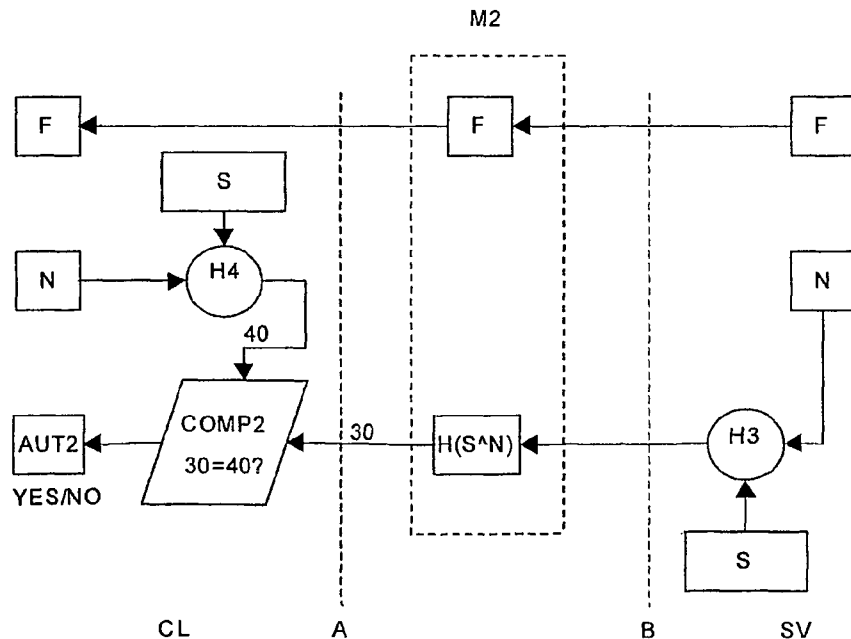 M2
F F F
S
N H4 N
40
COMP2
30=40?
AUT2
YES/NO
30
H(S^N)
H3
S
CL A B SV